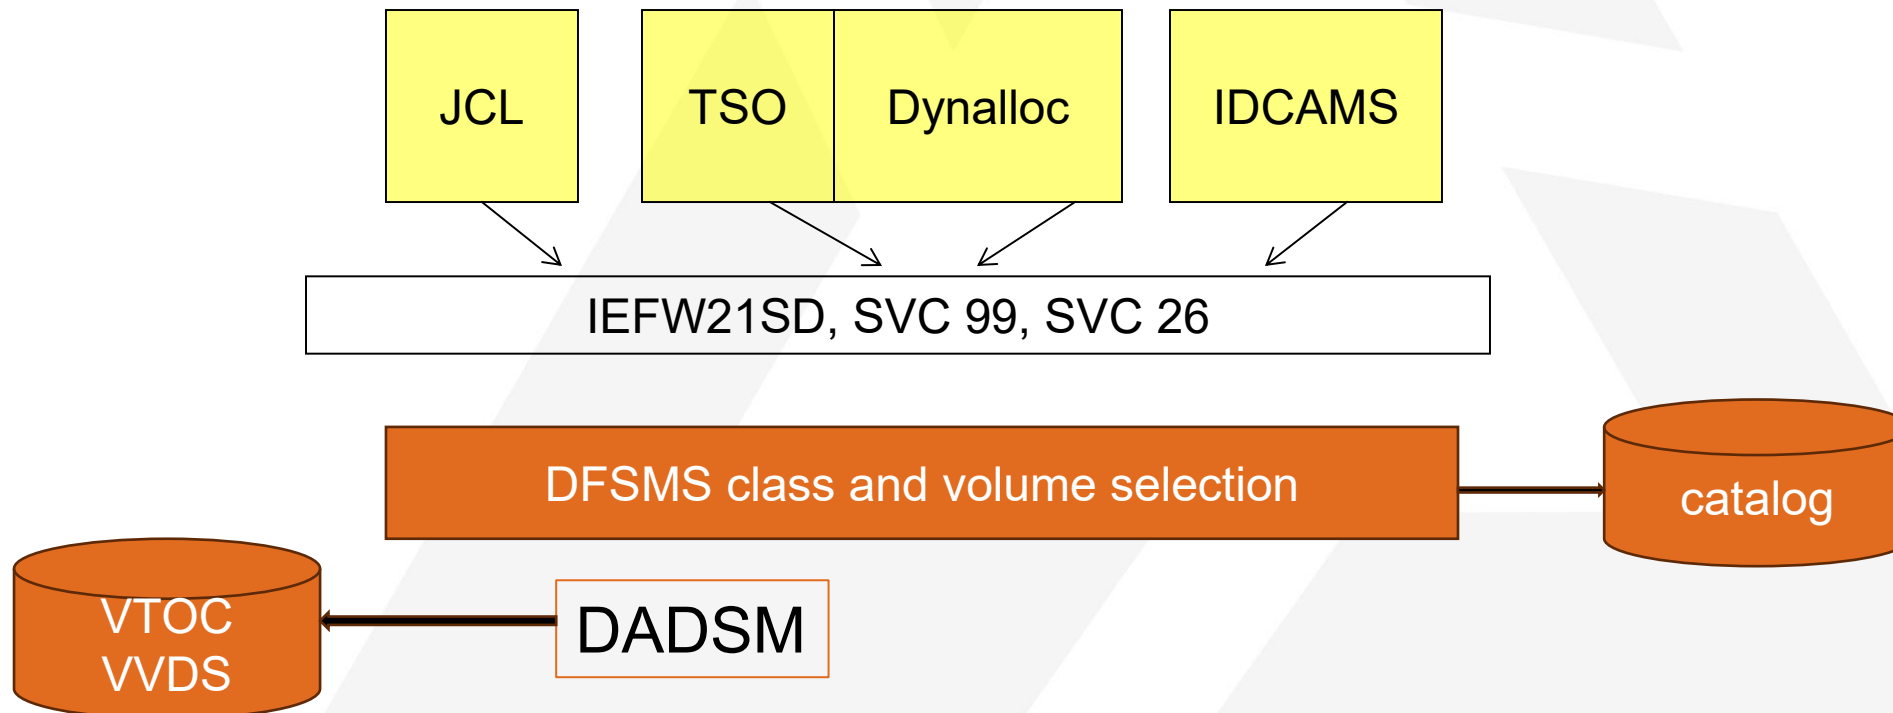 JCL
TSO
Dynalloc
IDCAMS
IEFW21SD, SVC 99, SVC 26
DFSMS class and volume selection
catalog
VTOC
VVDS
DADSM